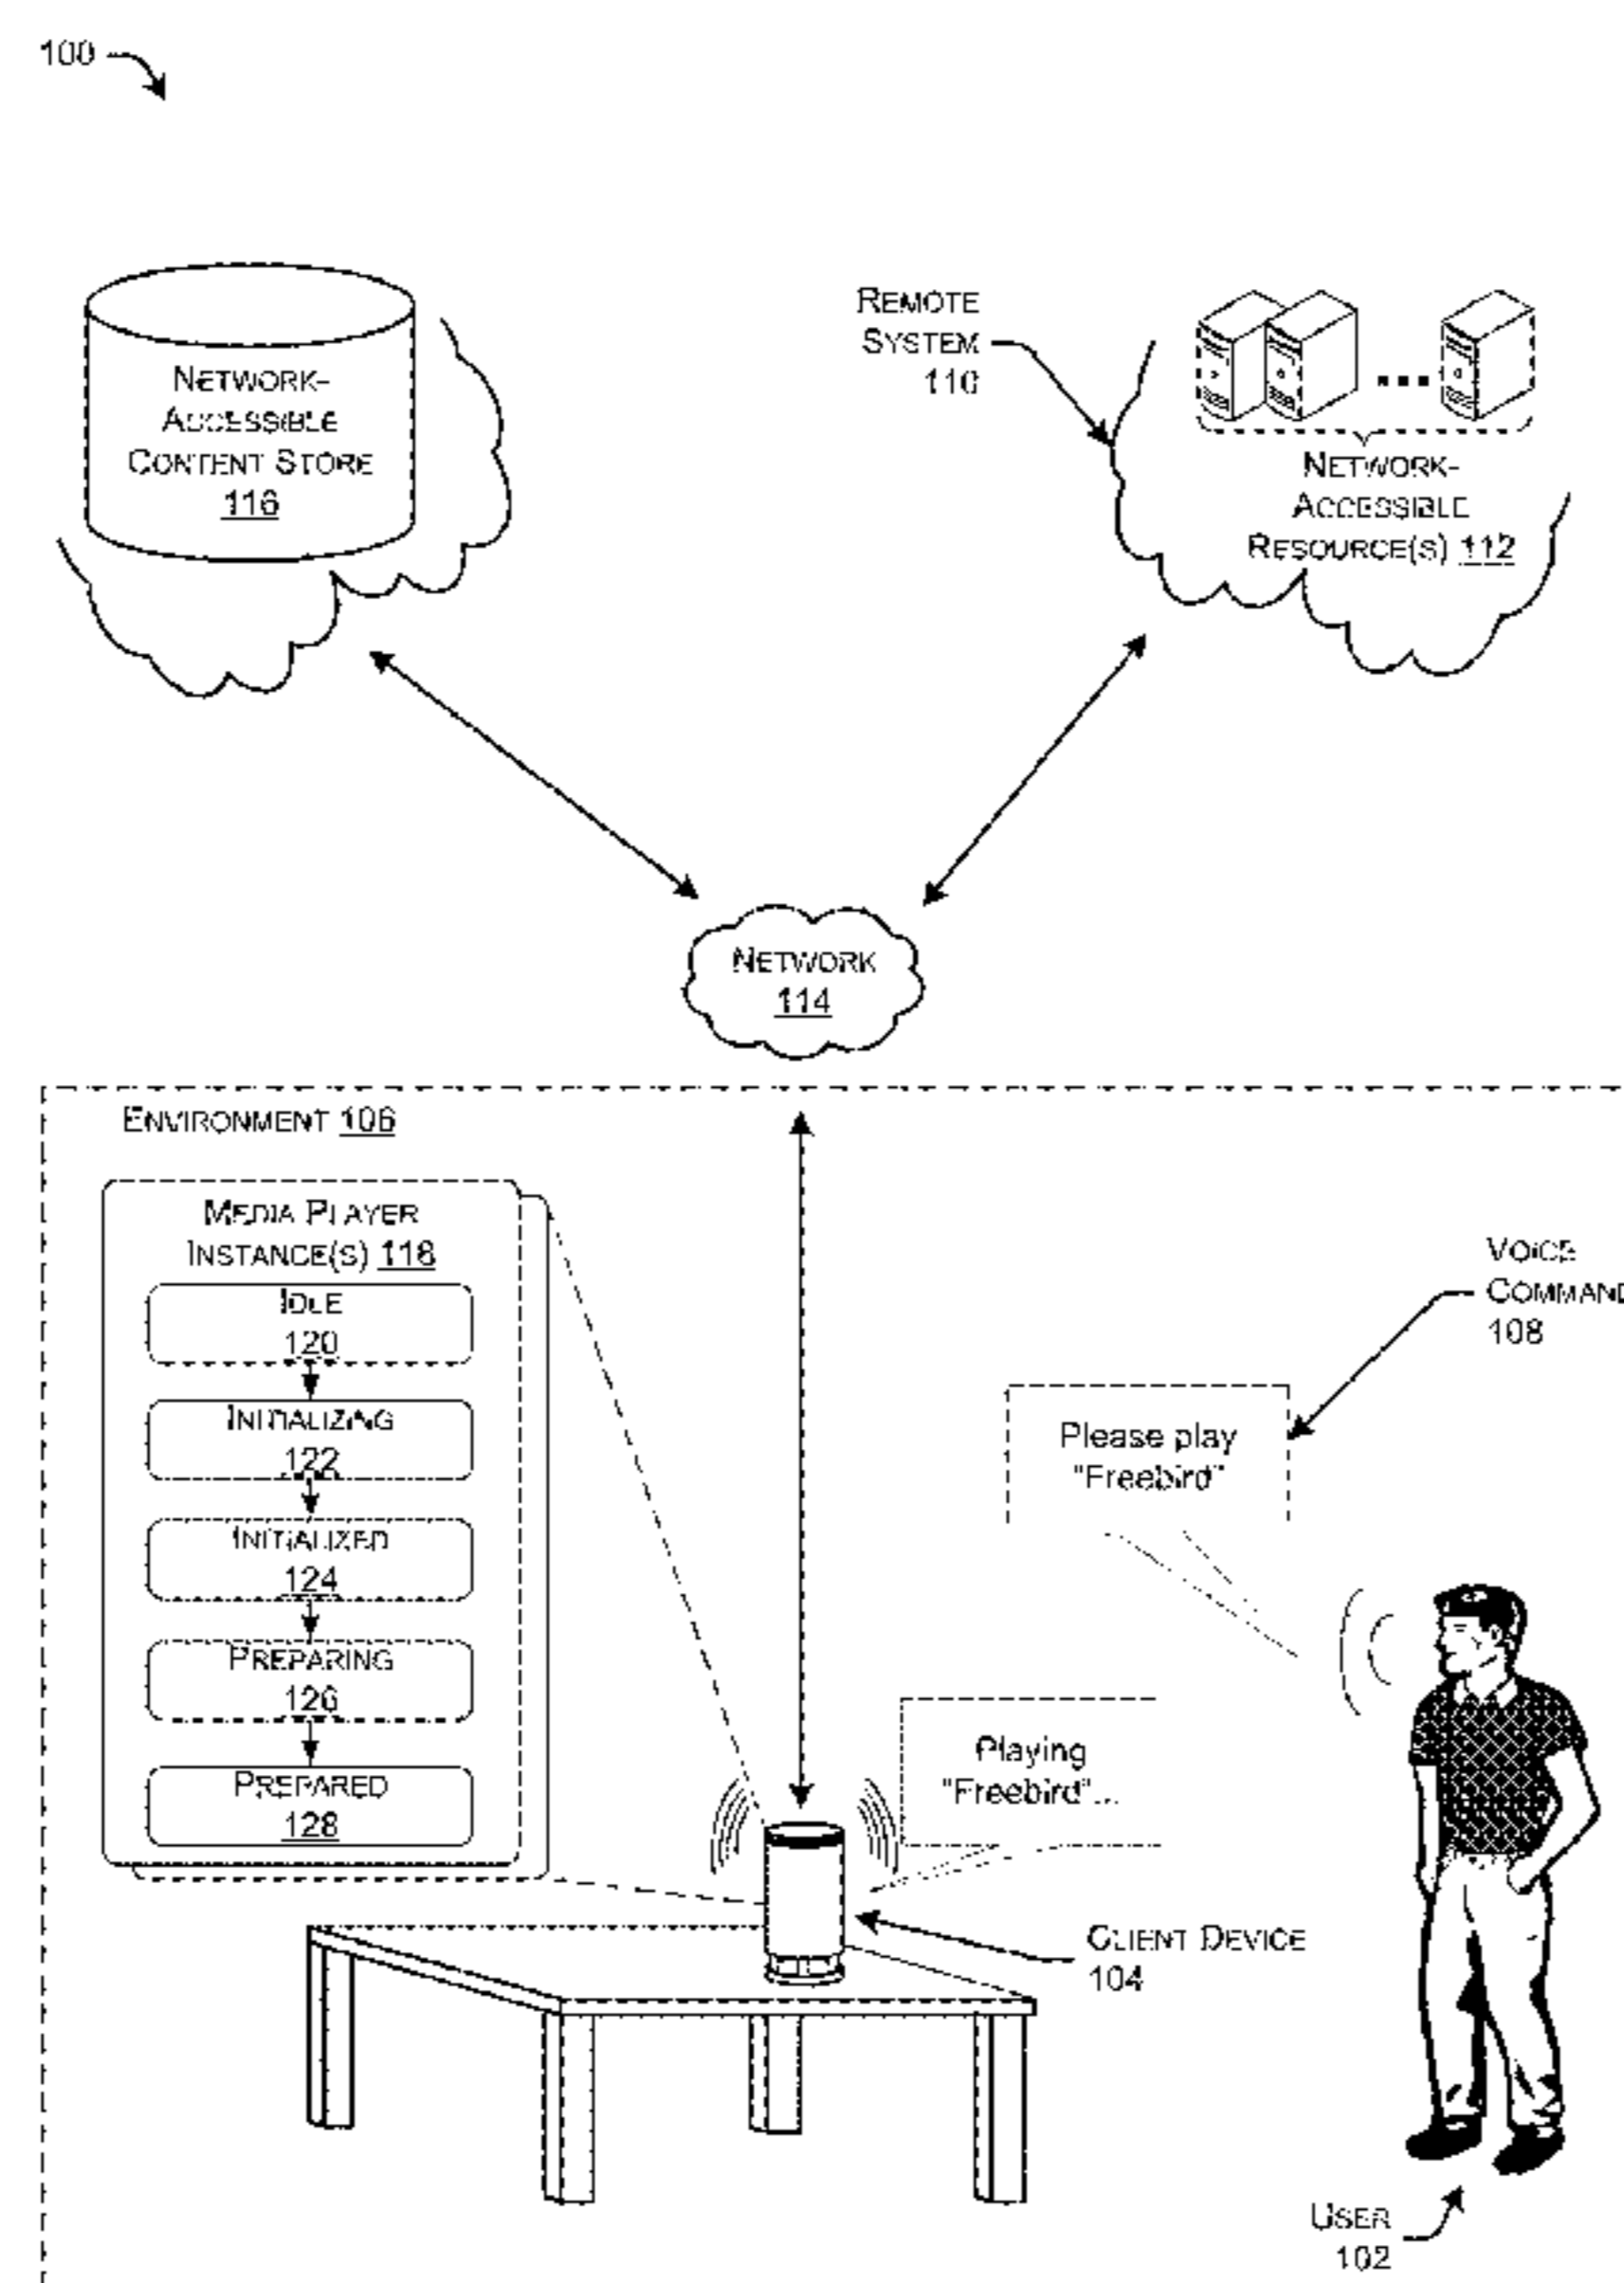 100
NETWORK-
ACCESSIBLE
CONTENT STORE
116
REMOTE
SYSTEM
110
NETWORK-
ACCESSIBLE
RESOURCE(S) 112
NETWORK
114
ENVIRONMENT 106
MEDIA PLAYER
INSTANCE(S) 118
IDLE
120
INITIALIZING
122
INITIALIZED
124
PREPARING
126
PREPARED
128
VOICE
COMMAND
108
Please play
"Freebird"
Playing
"Freebird"...
CLIENT DEVICE
104
USER
102